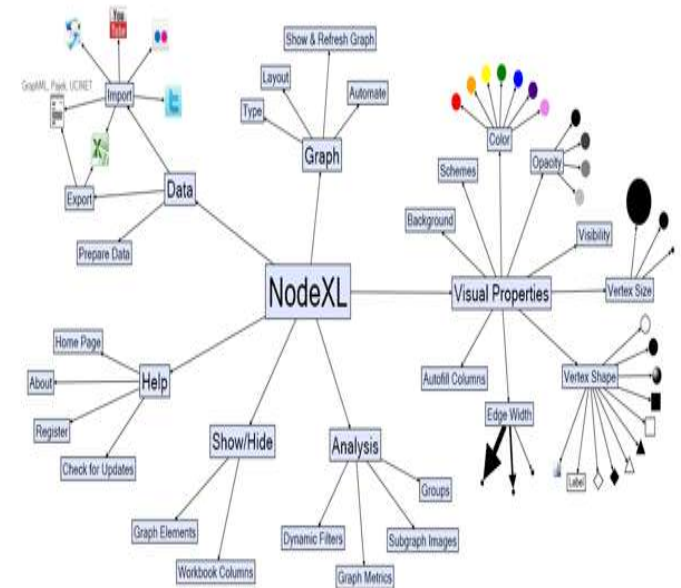 You
Tube
Show & Refresh Graph
GraphML, Pajek, UCINET
Import
Layout
Automate
Type
Graph
Color
Opacity
Schemes
Data
Export
Background
Visibility
Prepare Data
NodeXL
Visual Properties
Vertex Size
Home Page
About
Help
Autofill Columns
Vertex Shape
Edge Width
Register
Show/Hide
Analysis
Check for Updates
Label
Groups
Graph Elements
Dynamic Filters
Subgraph Images
Workbook Columns
Graph Metrics